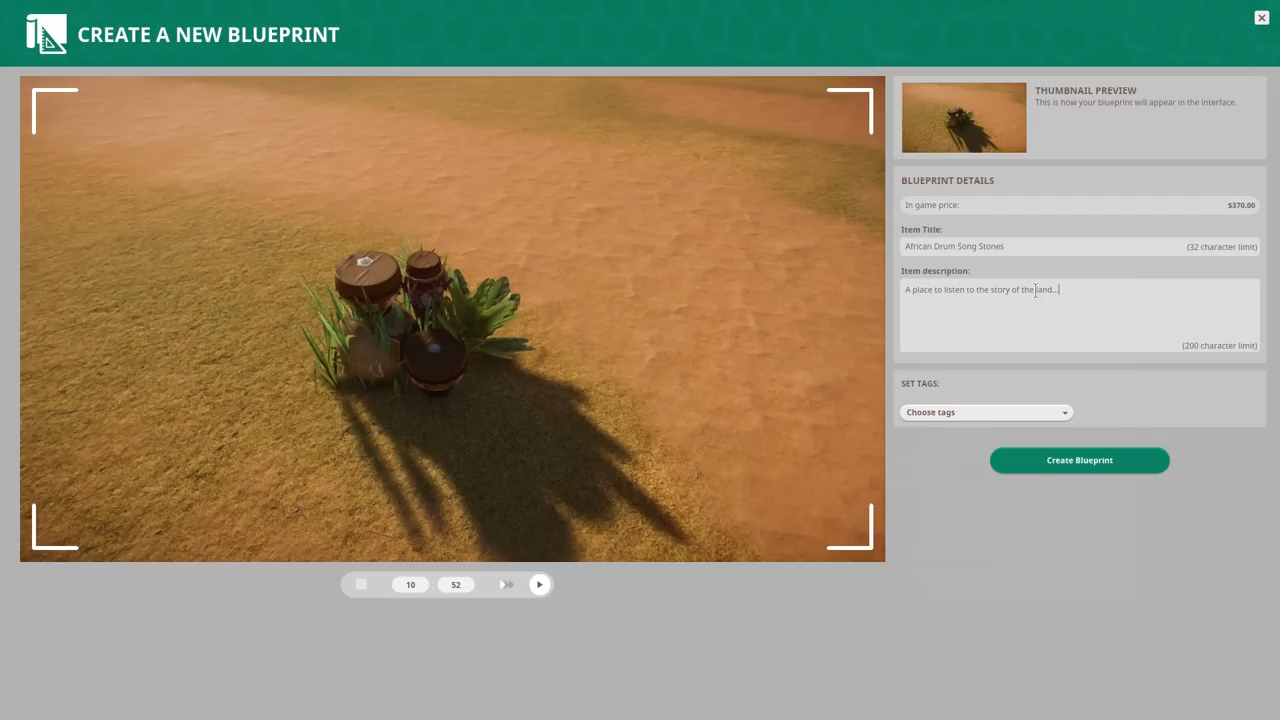 CREATE A NEW BLUEPRINT
THUMBNAIL PREVIEW
This is how your blueprint will appear in the interface.
BLUEPRINT DETAILS
In game price: $370.00
Item Title:
African Drum Song Stones (32 character limit)
Item description:
A place to listen to the story of the land...
(200 character limit)
SET TAGS:
Choose tags
Create Blueprint
10 52